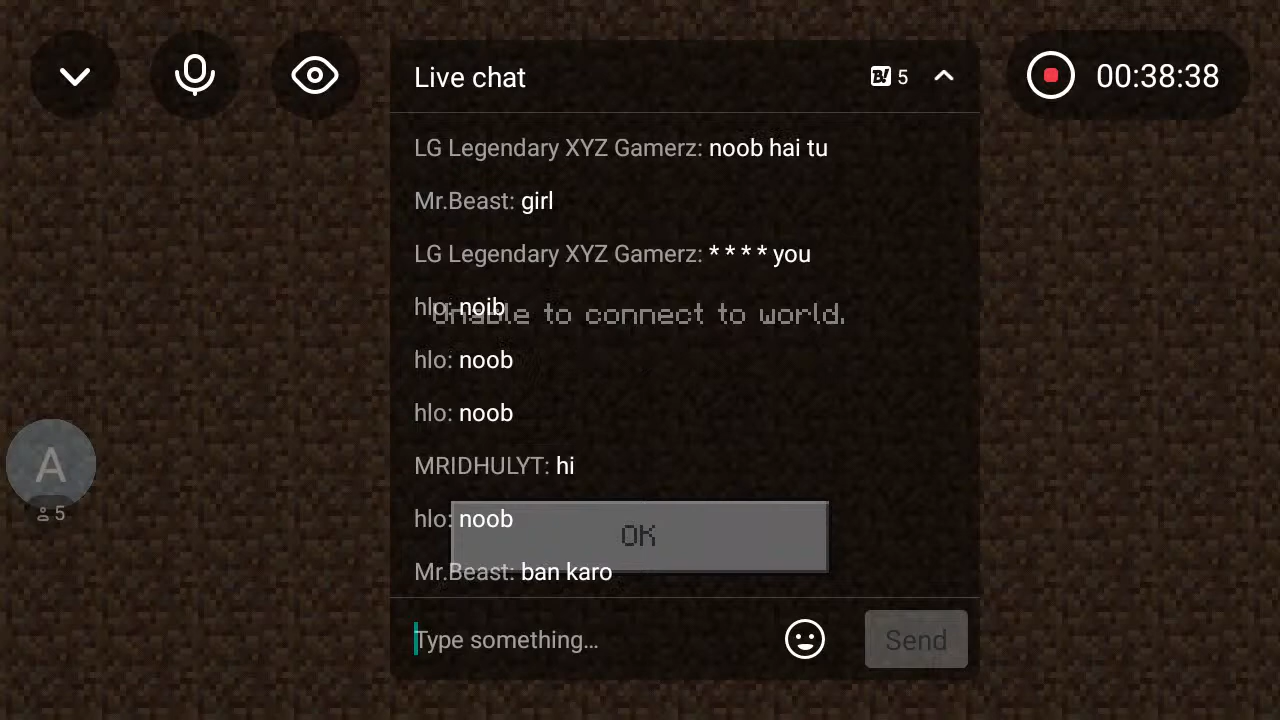 Live chat
B! 5
00:38:38
LG Legendary XYZ Gamerz: noob hai tu
Mr.Beast: girl
LG Legendary XYZ Gamerz: * * * * you
hlo: noib
Unable to connect to world.
hlo: noob
hlo: noob
MRIDHULYT: hi
A
5
hlo: noob
OK
Mr.Beast: ban karo
Type something...
Send